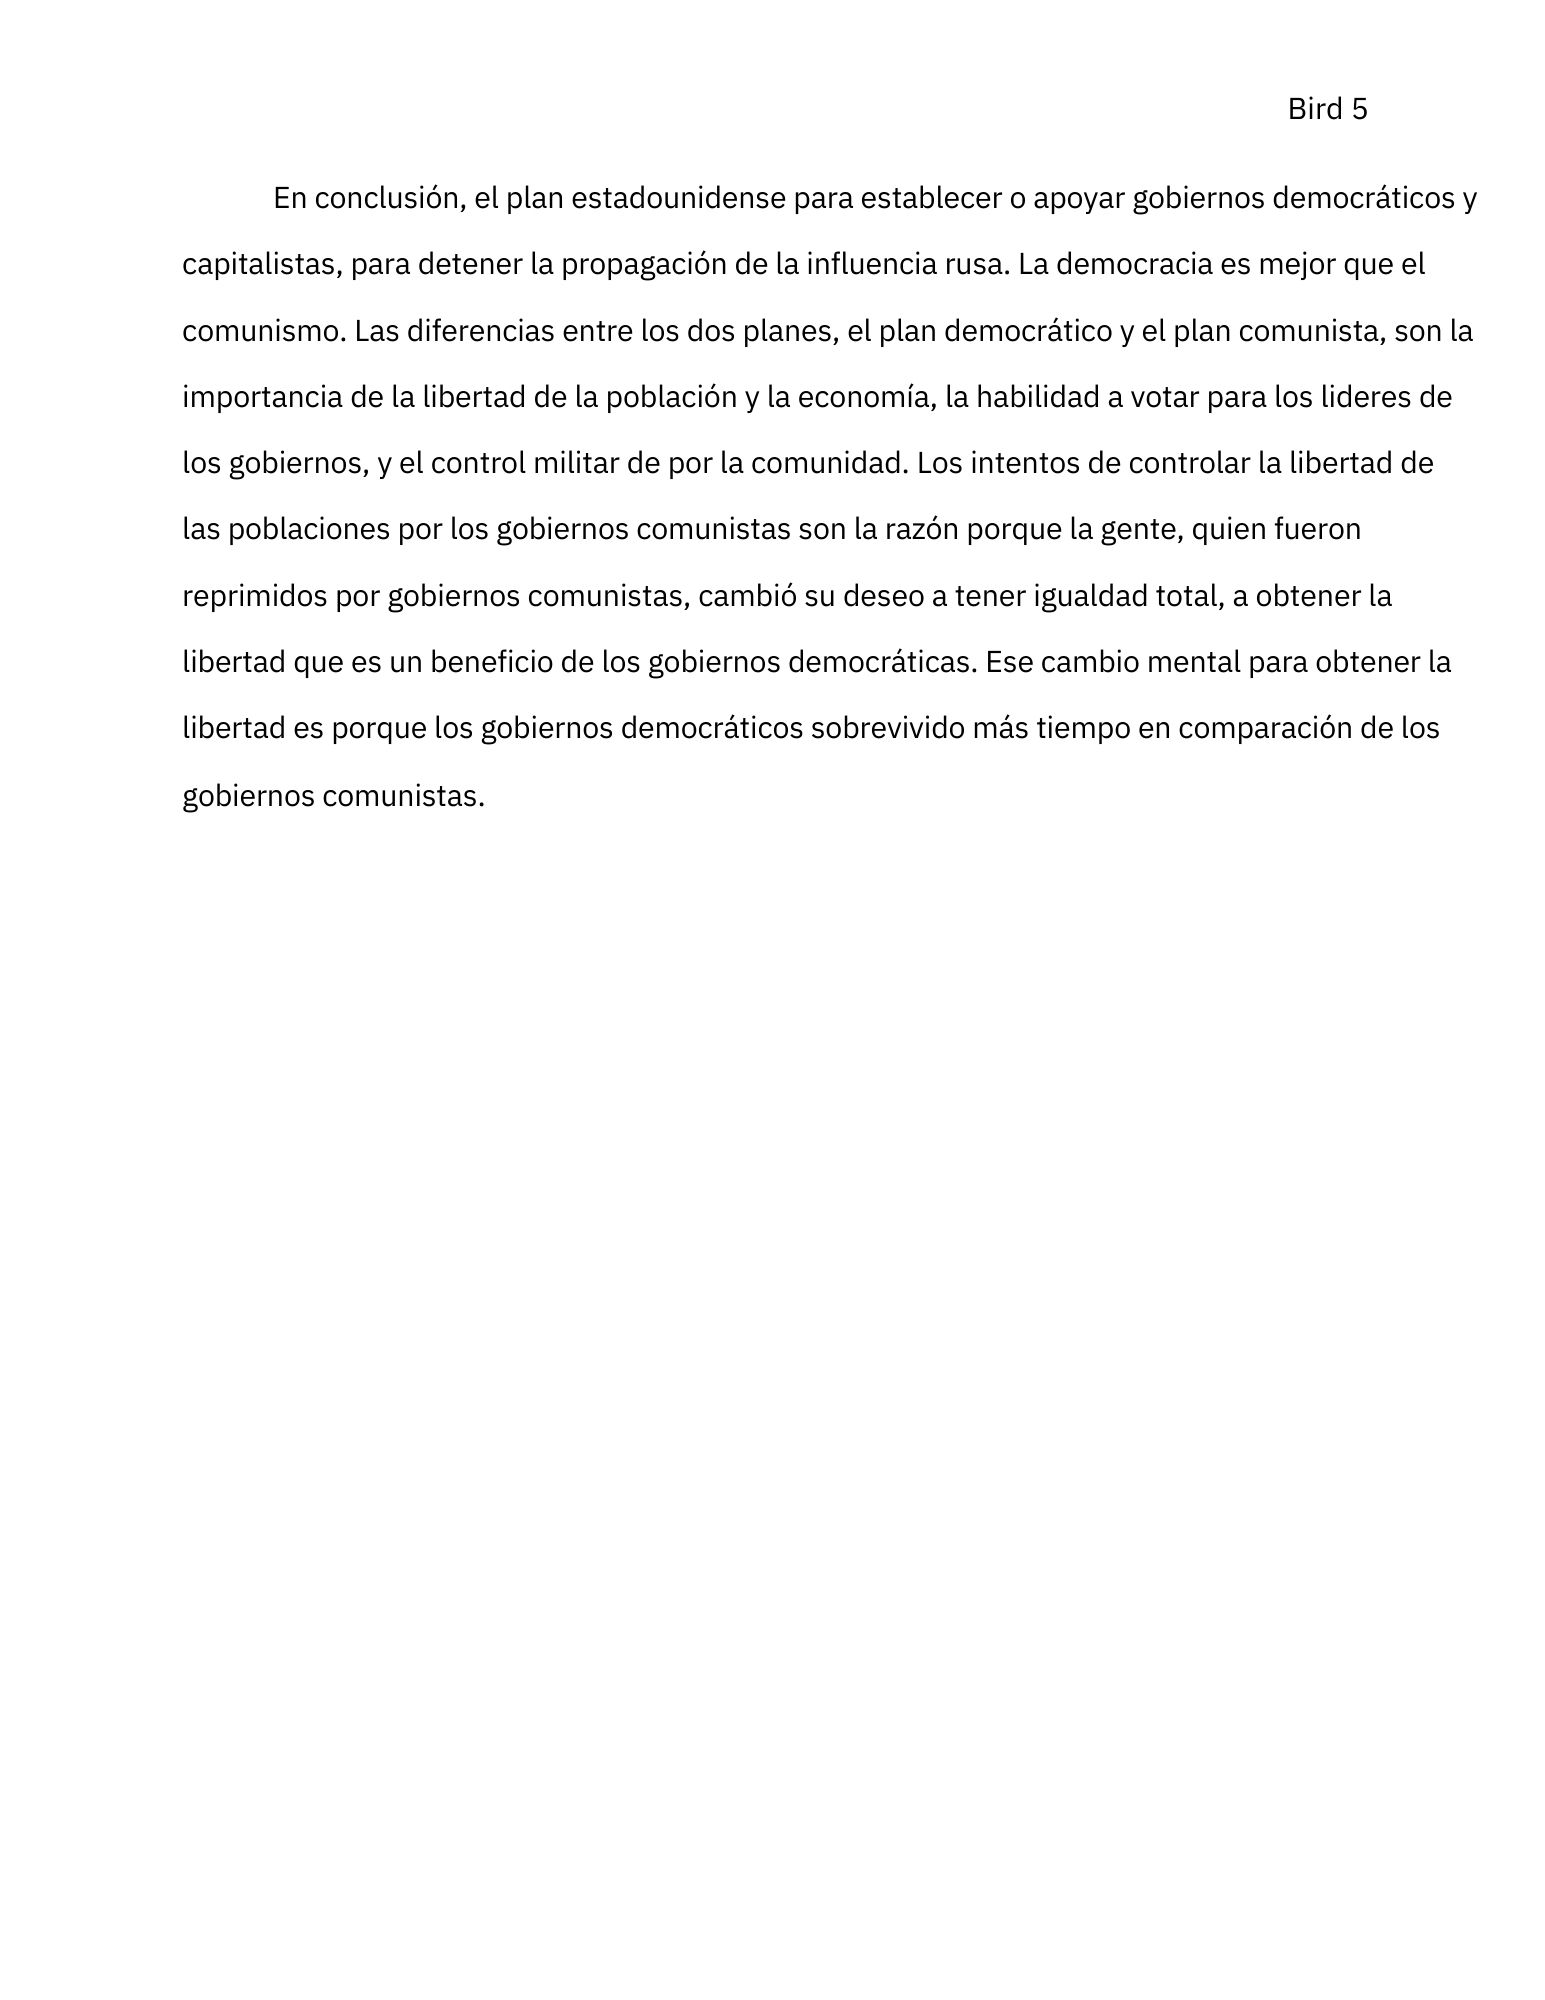 Bird 5
En conclusión, el plan estadounidense para establecer o apoyar gobiernos democráticos y
capitalistas, para detener la propagación de la influencia rusa. La democracia es mejor que el
comunismo. Las diferencias entre los dos planes, el plan democrático y el plan comunista, son la
importancia de la libertad de la población y la economía, la habilidad a votar para los lideres de
los gobiernos, y el control militar de por la comunidad. Los intentos de controlar la libertad de
las poblaciones por los gobiernos comunistas son la razón porque la gente, quien fueron
reprimidos por gobiernos comunistas, cambió su deseo a tener igualdad total, a obtener la
libertad que es un beneficio de los gobiernos democráticas. Ese cambio mental para obtener la
libertad es porque los gobiernos democráticos sobrevivido más tiempo en comparación de los
gobiernos comunistas.